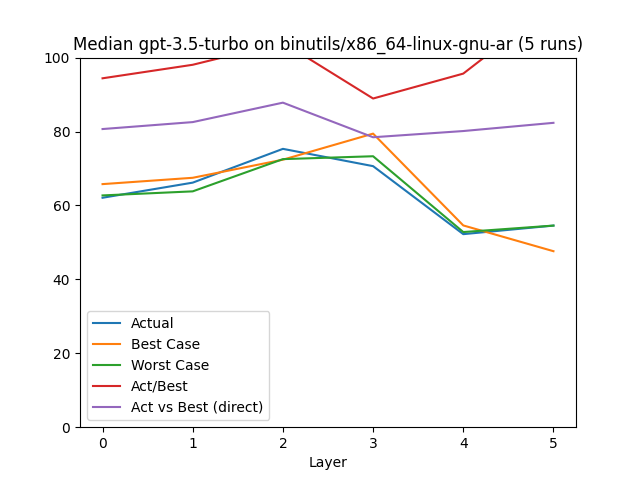 Median gpt-3.5-turbo on binutils/x86_64-linux-gnu-ar (5 runs)
100
80
60
40
20
0
Actual
Best Case
Worst Case
Act/Best
Act vs Best (direct)
0 1 2 3 4 5
Layer